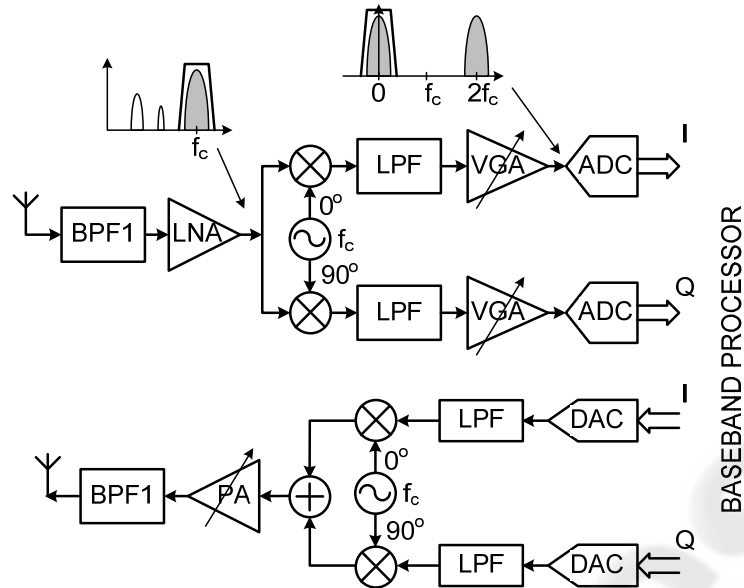 0 f_c 2f_c
f_c
I
LPF VGA ADC
0°
BPF1 LNA f_c
90°
Q
LPF VGA ADC
BASEBAND PROCESSOR
I
LPF DAC
0°
BPF1 PA f_c
90°
Q
LPF DAC